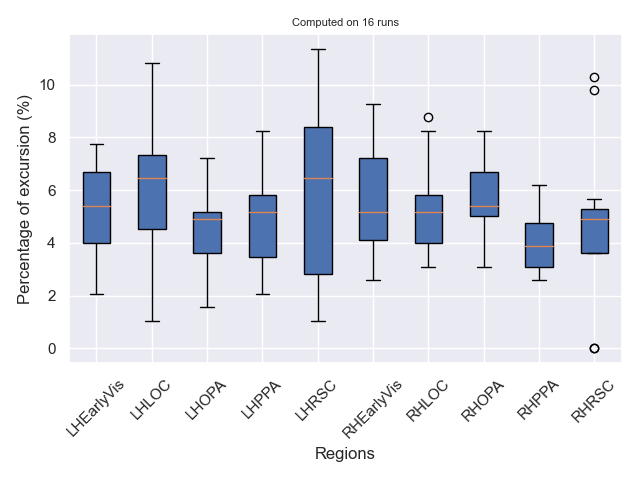 Computed on 16 runs
Percentage of excursion (%)
10
8
6
4
2
0
LHEarlyVis
LHLOC
LHOPA
LHPPA
LHRSC
RHEarlyVis
RHLOC
RHOPA
RHPPA
RHRSC
Regions